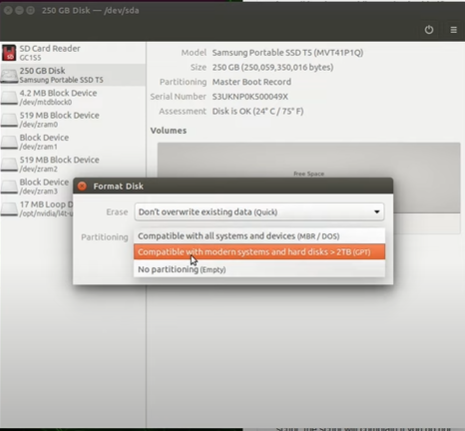 250 GB Disk — /dev/sda
SD Card Reader
GC155
250 GB Disk
Samsung Portable SSD T5
4.2 MB Block Device
/dev/mtdblock0
519 MB Block Device
/dev/zram0
Block Device
/dev/zram1
519 MB Block Device
/dev/zram2
Block Device
/dev/zram3
17 MB Loop D
/opt/nvidia/l4t-u
Model Samsung Portable SSD T5 (MVT41P1Q)
Size 250 GB (250,059,350,016 bytes)
Partitioning Master Boot Record
Serial Number S3UKNP0K500049X
Assessment Disk is OK (24° C / 75° F)
Volumes
Free Space
Format Disk
Erase Don't overwrite existing data (Quick)
Partitioning Compatible with all systems and devices (MBR / DOS)
Compatible with modern systems and hard disks > 2TB (GPT)
No partitioning (Empty)